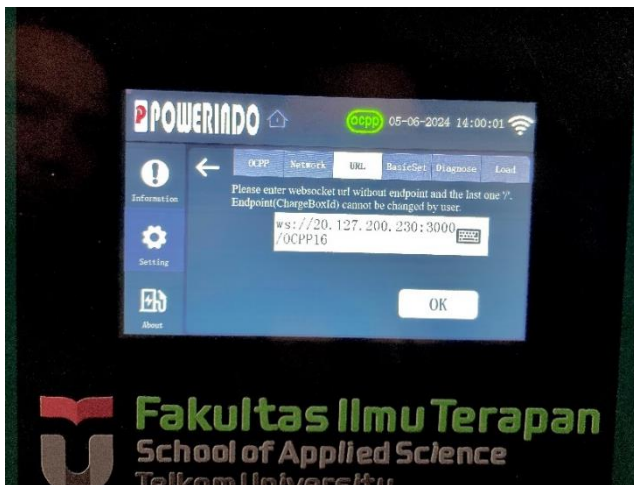 POWERINDO
ocpp 05-06-2024 14:00:01
OCPP Network URL BasicSet Diagnose Load
Information
Please enter websocket url without endpoint and the last one '/'.
Endpoint(ChargeBoxId) cannot be changed by user.
ws://20.127.200.230:3000
/OCPP16
Setting
OK
About
Fakultas Ilmu Terapan
School of Applied Science
Telkom University